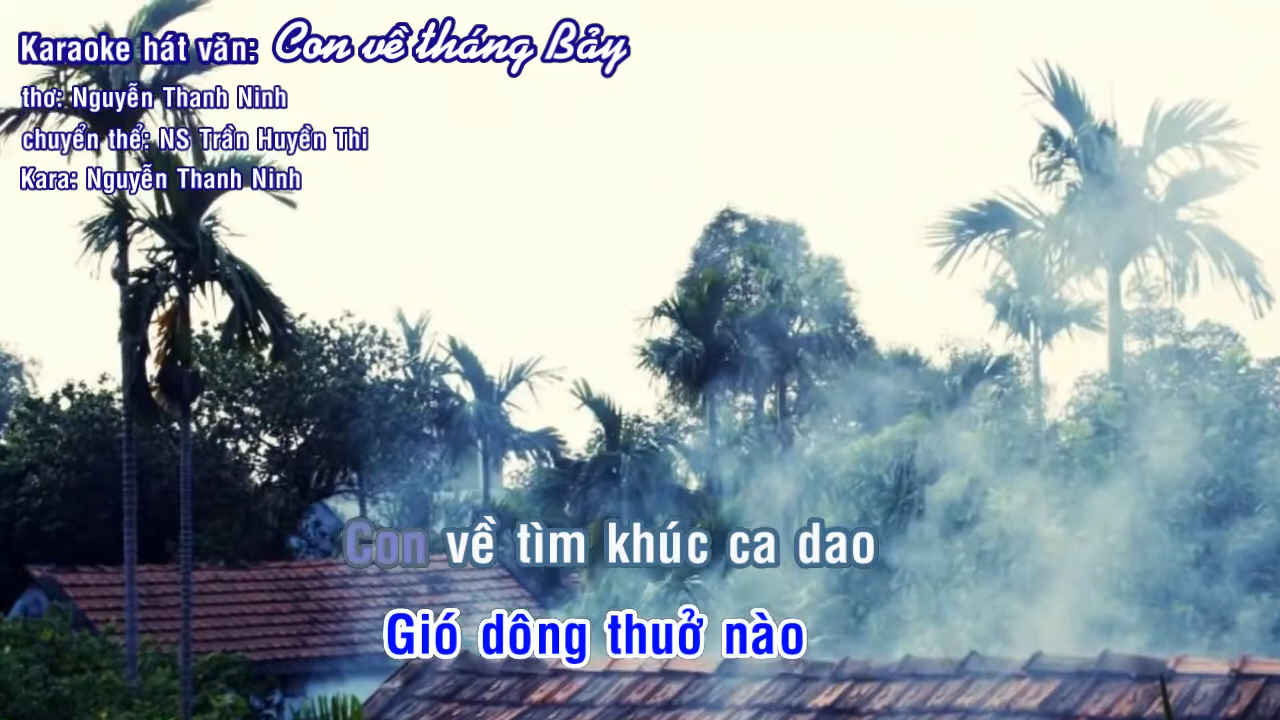 Karaoke hát văn: Con về tháng Bảy
thơ: Nguyễn Thanh Ninh
chuyển thể: NS Trần Huyền Thi
Kara: Nguyễn Thanh Ninh
Con về tìm khúc ca dao
Gió dông thuở nào